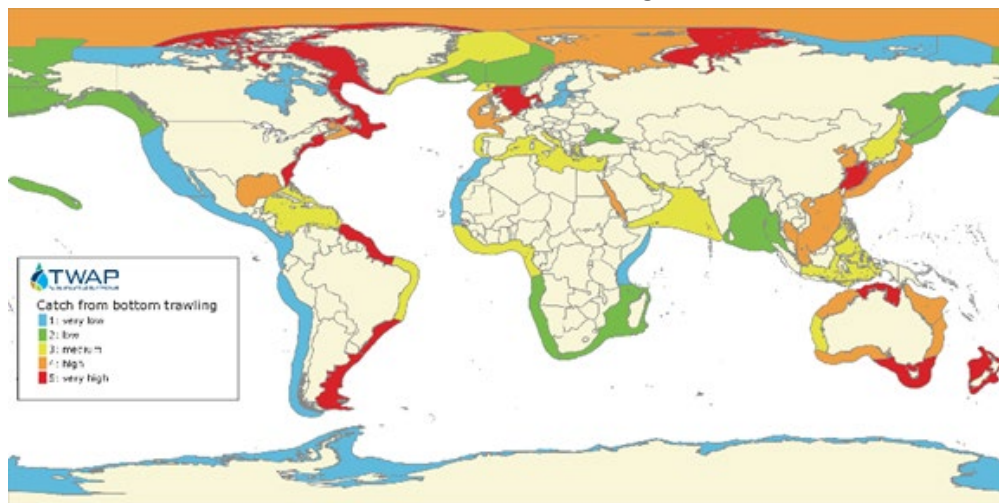 TWAP
Catch from bottom trawling
1: very low
2: low
3: medium
4: high
5: very high